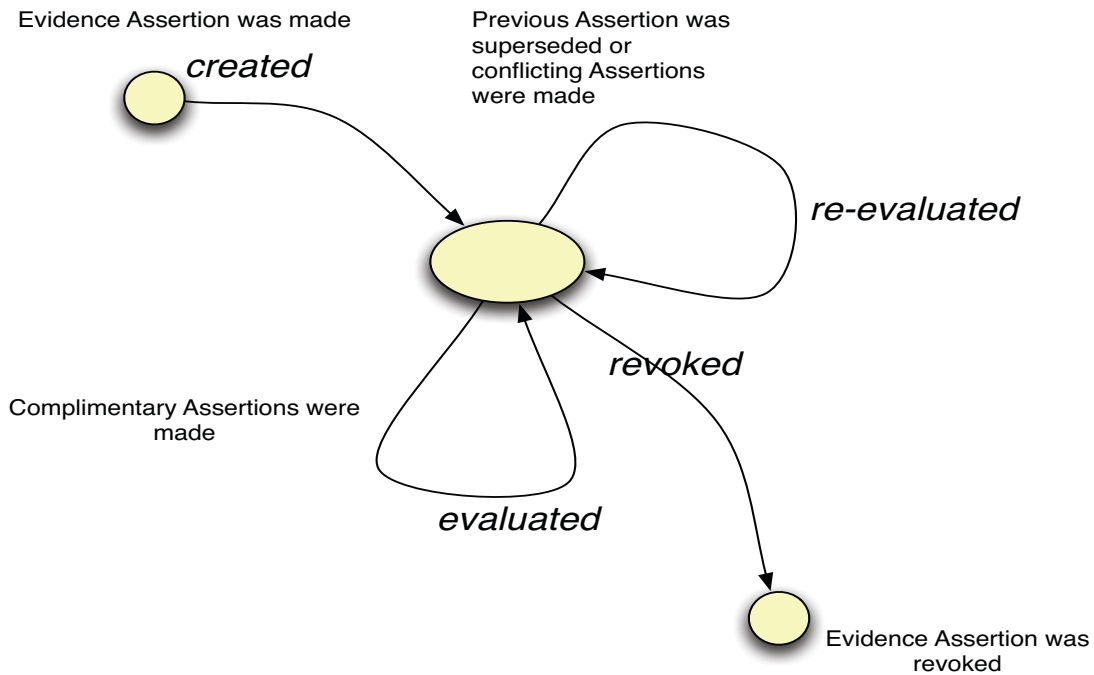 Evidence Assertion was made
created
Previous Assertion was
superseded or
conflicting Assertions
were made
re-evaluated
revoked
Complimentary Assertions were
made
evaluated
Evidence Assertion was
revoked